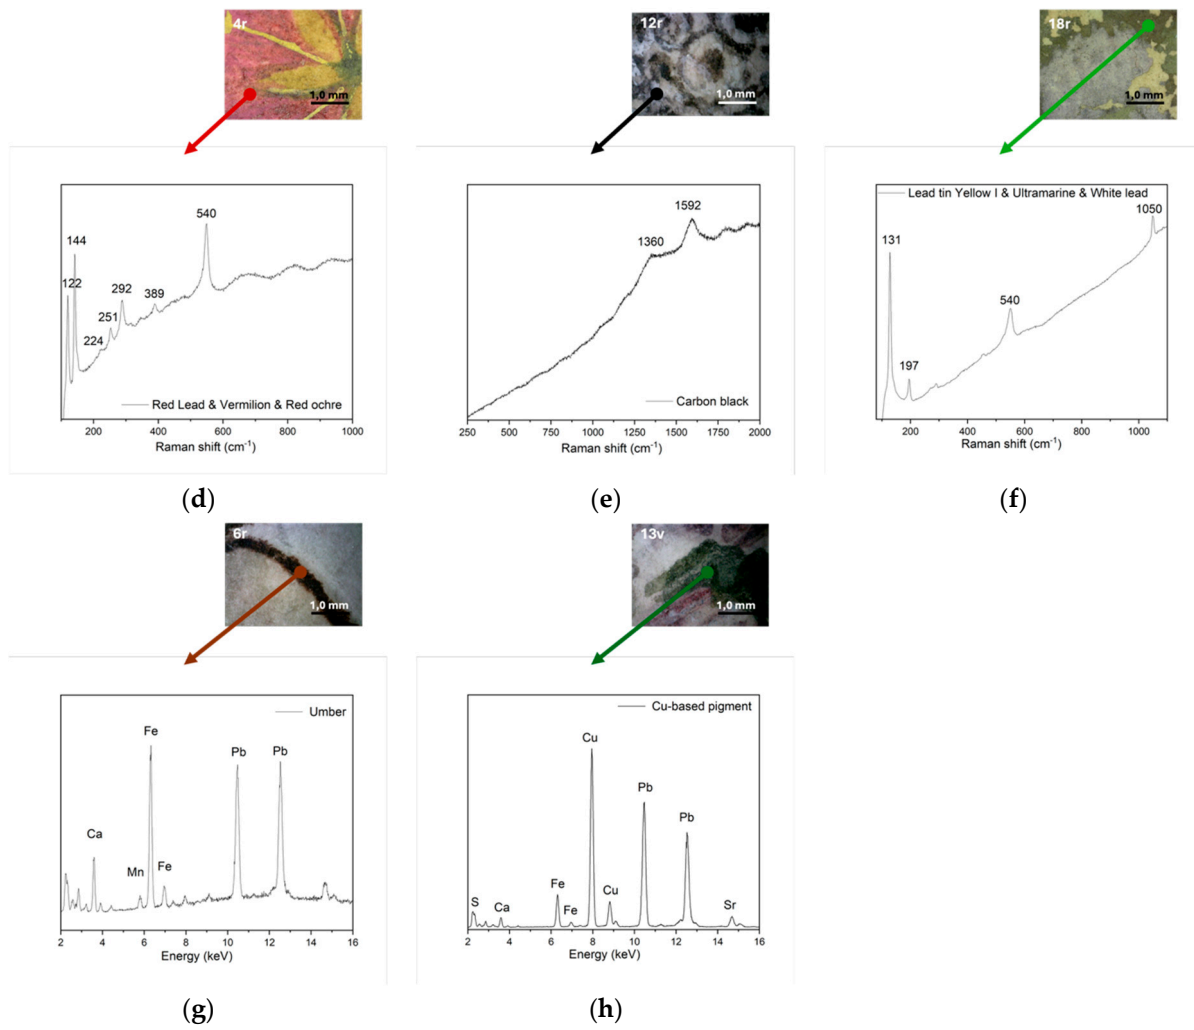 4r
1,0 mm
12r
1,0 mm
18r
1,0 mm
540
144
122
292
389
251
224
Red Lead & Vermilion & Red ochre
200 400 600 800 1000
Raman shift (cm⁻¹)
1592
1360
Carbon black
250 500 750 1000 1250 1500 1750 2000
Raman shift (cm⁻¹)
Lead tin Yellow I & Ultramarine & White lead
1050
131
540
197
200 400 600 800 1000
Raman shift (cm⁻¹)
(d)
(e)
(f)
6r
1,0 mm
13v
1,0 mm
Umber
Fe
Pb
Pb
Ca
Mn
Fe
2 4 6 8 10 12 14 16
Energy (keV)
Cu-based pigment
Cu
Pb
Pb
Fe
Cu
S
Ca
Fe
Sr
2 4 6 8 10 12 14 16
Energy (keV)
(g)
(h)